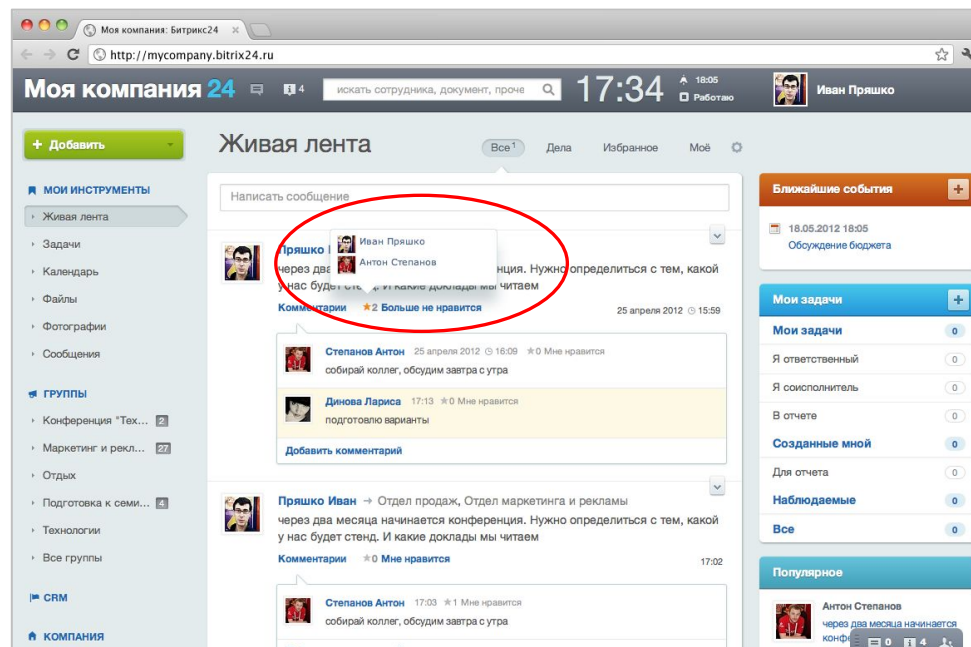 Моя компания: Битрикс24
http://mycompany.bitrix24.ru
Моя компания 24
4
искать сотрудника, документ, проче
17:34
18:05
Работаю
Иван Пряшко
+ Добавить
Живая лента
Все 1
Дела
Избранное
Моё
МОИ ИНСТРУМЕНТЫ
Живая лента
Задачи
Календарь
Файлы
Фотографии
Сообщения
ГРУППЫ
Конференция "Тех... 2
Маркетинг и рекл... 27
Отдых
Подготовка к семи... 4
Технологии
Все группы
CRM
КОМПАНИЯ
Написать сообщение
Иван Пряшко
Антон Степанов
Пряшко
через два нция. Нужно определиться с тем, какой
у нас будет стенд. И какие доклады мы читаем
Комментарии ★2 Больше не нравится
25 апреля 2012 15:59
Степанов Антон 25 апреля 2012 16:09 ★0 Мне нравится
собирай коллег, обсудим завтра с утра
Динова Лариса 17:13 ★0 Мне нравится
подготовлю варианты
Добавить комментарий
Пряшко Иван → Отдел продаж, Отдел маркетинга и рекламы
через два месяца начинается конференция. Нужно определиться с тем, какой
у нас будет стенд. И какие доклады мы читаем
Комментарии ★0 Мне нравится
17:02
Степанов Антон 17:03 ★1 Мне нравится
собирай коллег, обсудим завтра с утра
Ближайшие события +
18.05.2012 18:05
Обсуждение бюджета
Мои задачи +
Мои задачи 0
Я ответственный 0
Я соисполнитель 0
В отчете 0
Созданные мной 0
Для отчета 0
Наблюдаемые 0
Все 0
Популярное
Антон Степанов
через два месяца начинается
конфе
0 4